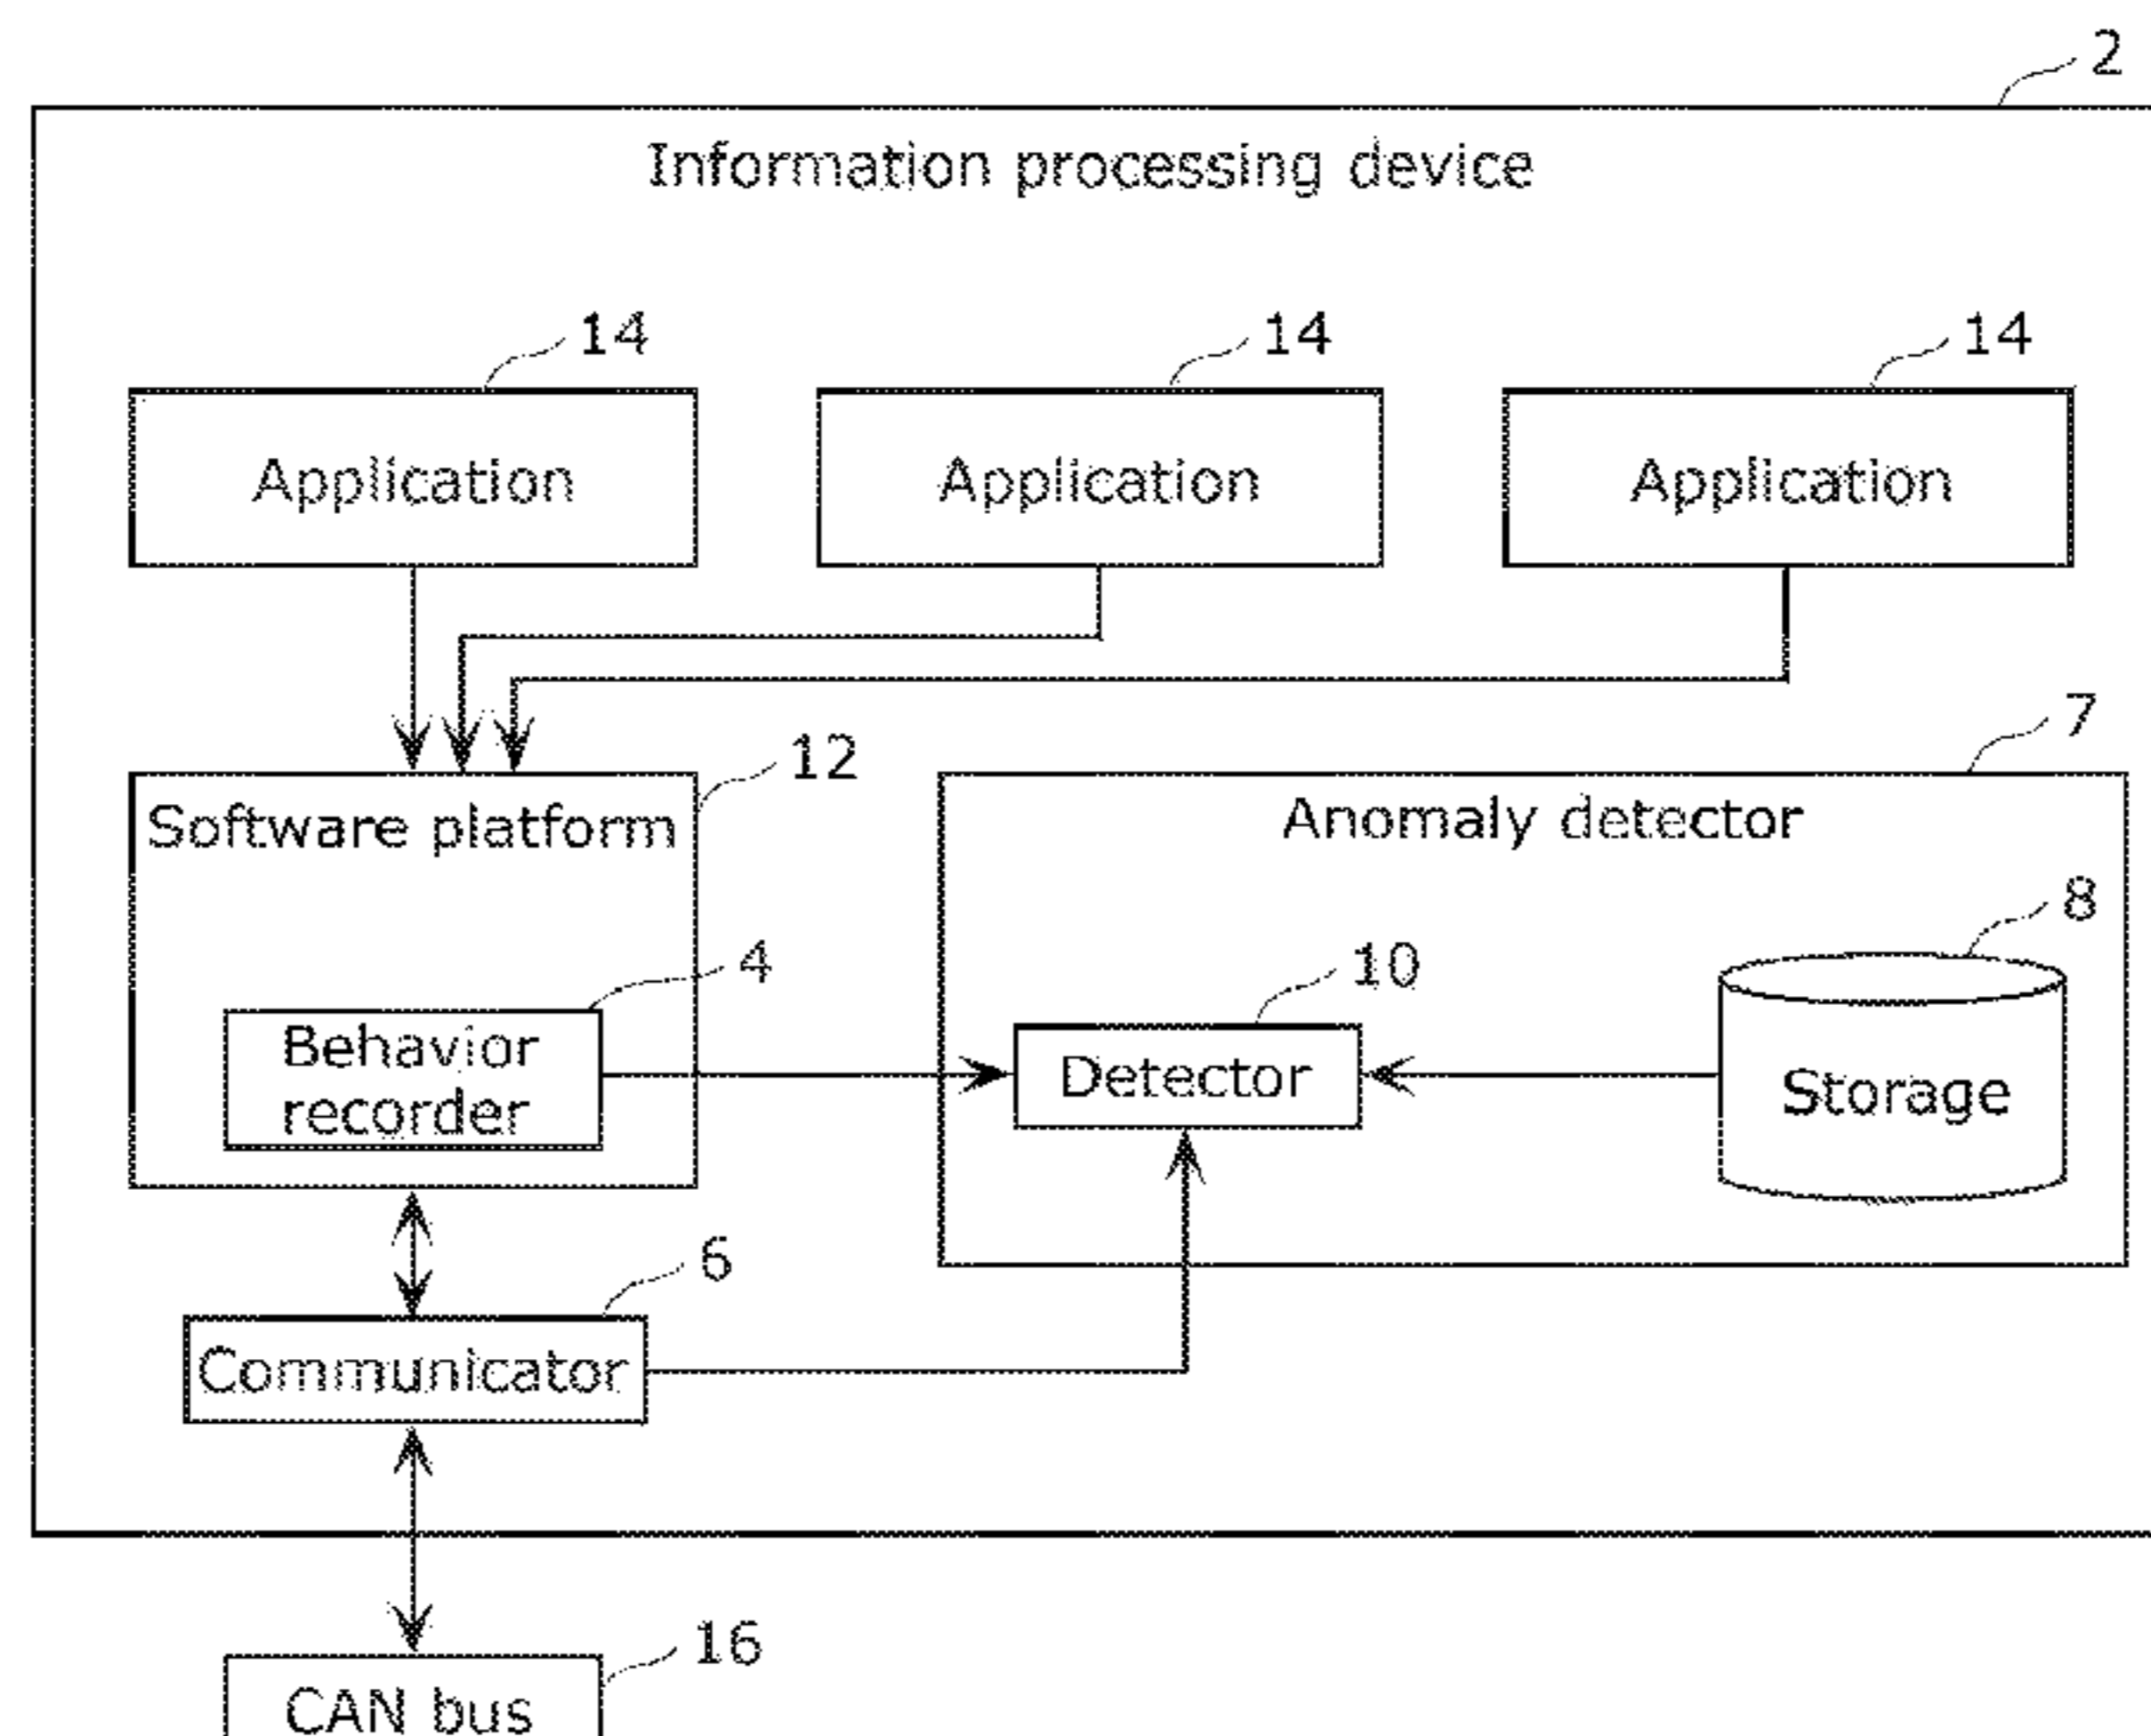 2
Information processing device
14
14
14
Application
Application
Application
7
12
Software platform
Anomaly detector
8
4
10
Behavior
recorder
Detector
Storage
6
Communicator
16
CAN bus